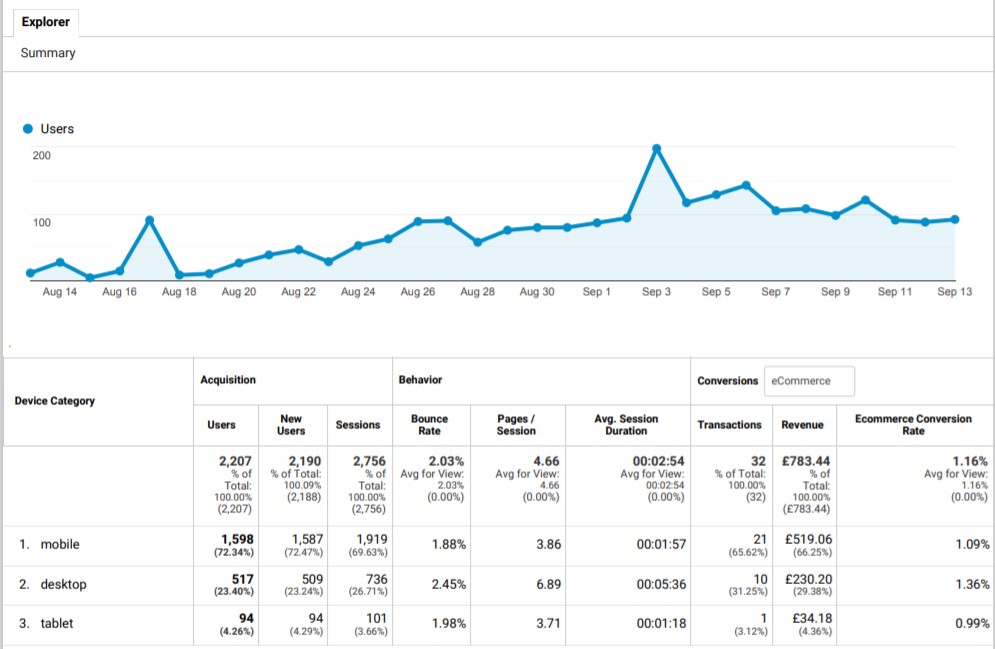 Explorer
Summary
Users
200
100
Aug 14 Aug 16 Aug 18 Aug 20 Aug 22 Aug 24 Aug 26 Aug 28 Aug 30 Sep 1 Sep 3 Sep 5 Sep 7 Sep 9 Sep 11 Sep 13
Device Category
Acquisition
Behavior
Conversions eCommerce
Users
New
Users
Sessions
Bounce
Rate
Pages /
Session
Avg. Session
Duration
Transactions
Revenue
Ecommerce Conversion
Rate
2,207
% of
Total:
100.00%
(2,207)
2,190
% of Total:
100.09%
(2,188)
2,756
% of
Total:
100.00%
(2,756)
2.03%
Avg for View:
2.03%
(0.00%)
4.66
Avg for View:
4.66
(0.00%)
00:02:54
Avg for View:
00:02:54
(0.00%)
32
% of Total:
100.00%
(32)
£783.44
% of
Total:
100.00%
(£783.44)
1.16%
Avg for View:
1.16%
(0.00%)
1. mobile
1,598
(72.34%)
1,587
(72.47%)
1,919
(69.63%)
1.88%
3.86
00:01:57
21
(65.62%)
£519.06
(66.25%)
1.09%
2. desktop
517
(23.40%)
509
(23.24%)
736
(26.71%)
2.45%
6.89
00:05:36
10
(31.25%)
£230.20
(29.38%)
1.36%
3. tablet
94
(4.26%)
94
(4.29%)
101
(3.66%)
1.98%
3.71
00:01:18
1
(3.12%)
£34.18
(4.36%)
0.99%